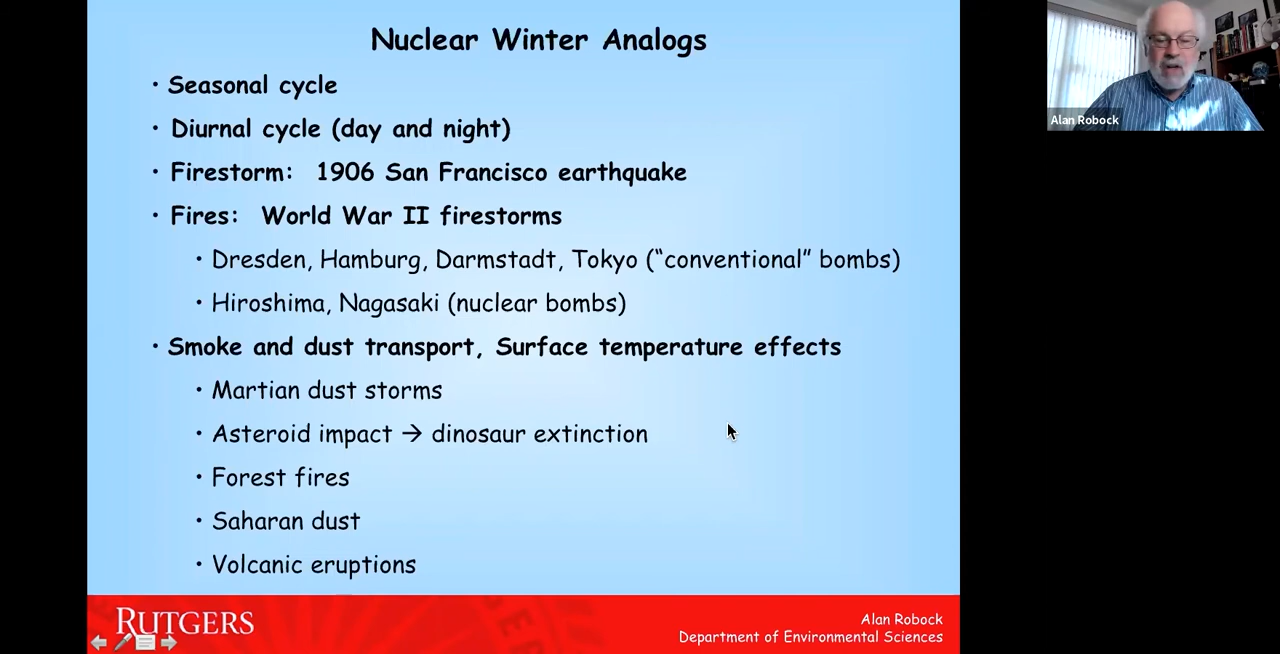 Nuclear Winter Analogs
• Seasonal cycle
• Diurnal cycle (day and night)
• Firestorm: 1906 San Francisco earthquake
• Fires: World War II firestorms
• Dresden, Hamburg, Darmstadt, Tokyo (“conventional” bombs)
• Hiroshima, Nagasaki (nuclear bombs)
• Smoke and dust transport, Surface temperature effects
• Martian dust storms
• Asteroid impact → dinosaur extinction
• Forest fires
• Saharan dust
• Volcanic eruptions
RUTGERS
Alan Robock
Department of Environmental Sciences
Alan Robock